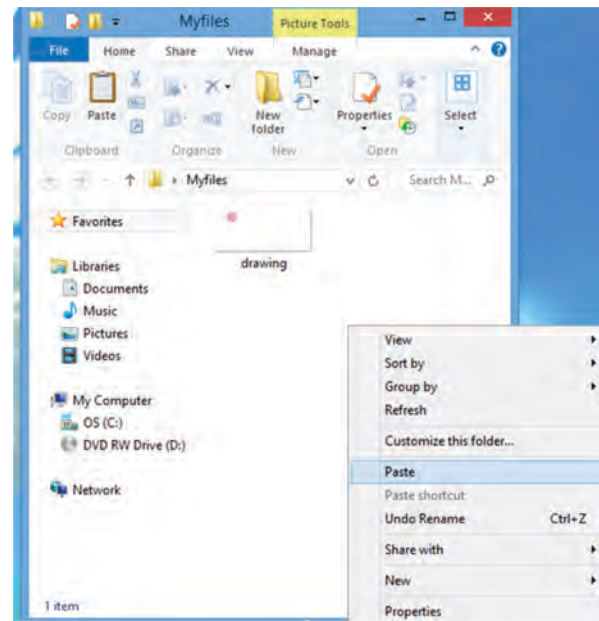 Myfiles
Picture Tools
File Home Share View Manage
Copy Paste New folder Properties Select
Clipboard Organize New Open
Myfiles Search M...
Favorites
drawing
Libraries
Documents
Music
Pictures
Videos
My Computer
OS (C:)
DVD RW Drive (D:)
Network
1 item
View
Sort by
Group by
Refresh
Customize this folder...
Paste
Paste shortcut
Undo Rename Ctrl+Z
Share with
New
Properties